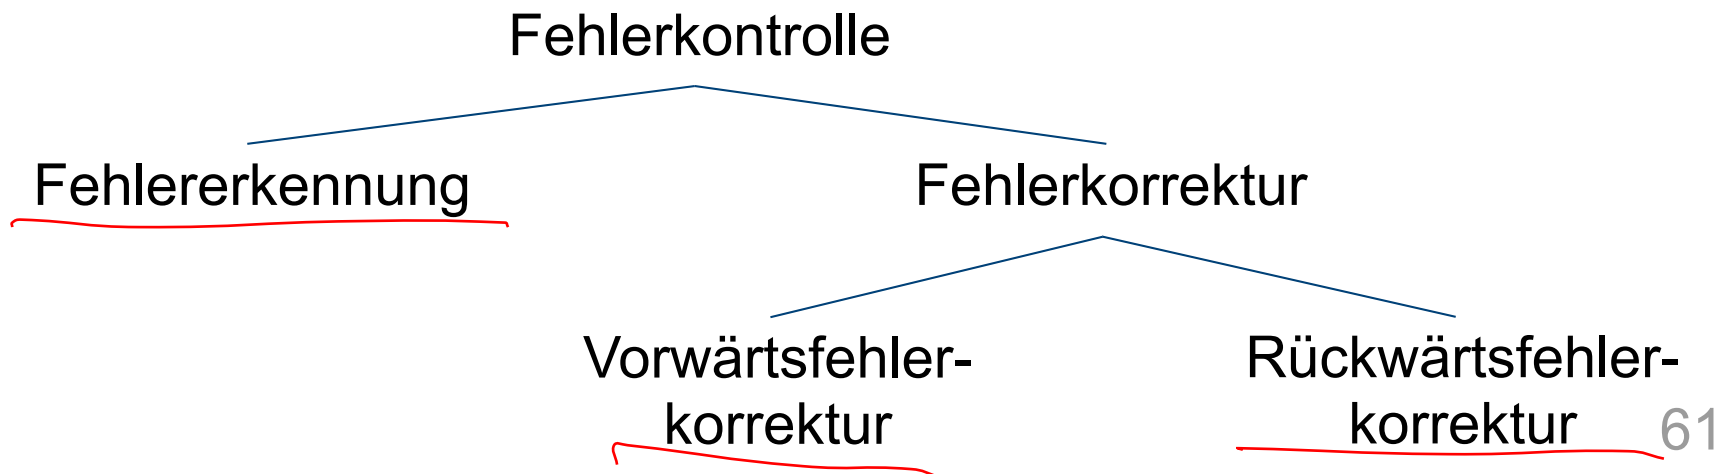 Fehlerkontrolle
Fehlererkennung
Fehlerkorrektur
Vorwärtsfehler-
korrektur
Rückwärtsfehler-
korrektur
61